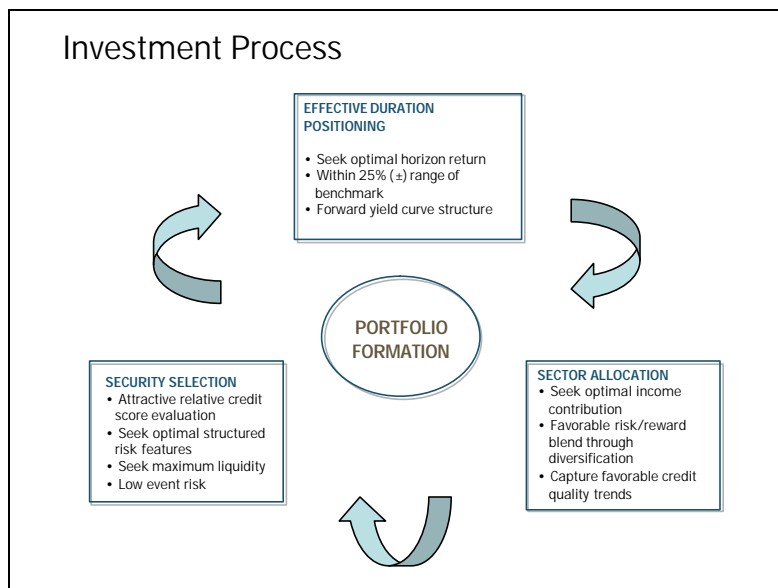 Investment Process
EFFECTIVE DURATION
POSITIONING
• Seek optimal horizon return
• Within 25% (±) range of
benchmark
• Forward yield curve structure
PORTFOLIO
FORMATION
SECURITY SELECTION
• Attractive relative credit
score evaluation
• Seek optimal structured
risk features
• Seek maximum liquidity
• Low event risk
SECTOR ALLOCATION
• Seek optimal income
contribution
• Favorable risk/reward
blend through
diversification
• Capture favorable credit
quality trends